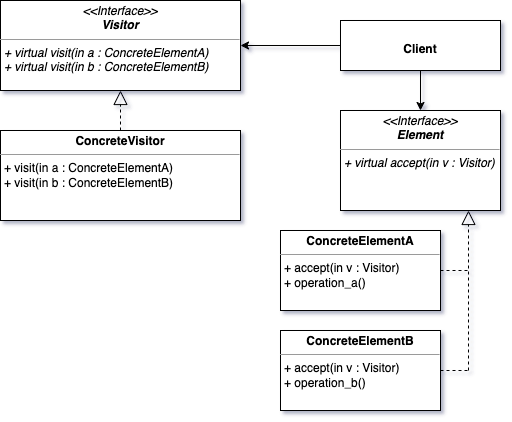 <<Interface>>
Visitor
+ virtual visit(in a : ConcreteElementA)
+ virtual visit(in b : ConcreteElementB)
Client
ConcreteVisitor
+ visit(in a : ConcreteElementA)
+ visit(in b : ConcreteElementB)
<<Interface>>
Element
+ virtual accept(in v : Visitor)
ConcreteElementA
+ accept(in v : Visitor)
+ operation_a()
ConcreteElementB
+ accept(in v : Visitor)
+ operation_b()